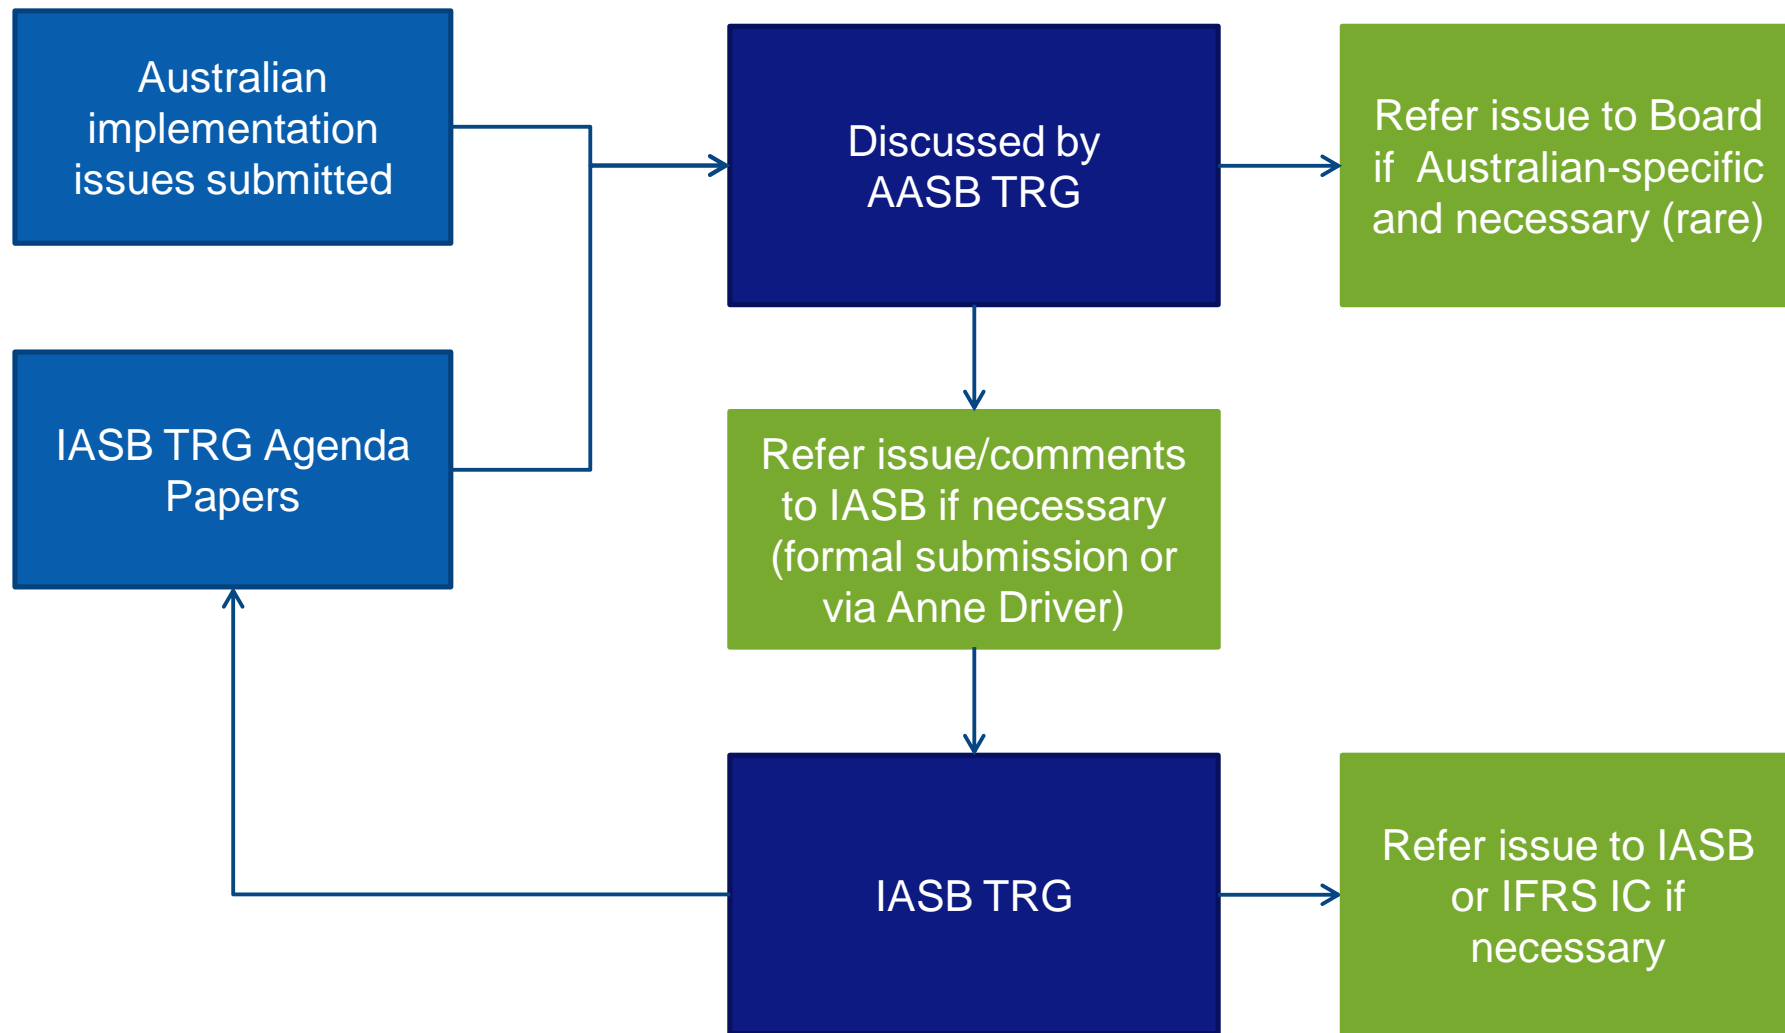 Australian
implementation
issues submitted
Discussed by
AASB TRG
Refer issue to Board
if  Australian-specific
and necessary (rare)
IASB TRG Agenda
Papers
Refer issue/comments
to IASB if necessary
(formal submission or
via Anne Driver)
IASB TRG
Refer issue to IASB
or IFRS IC if
necessary